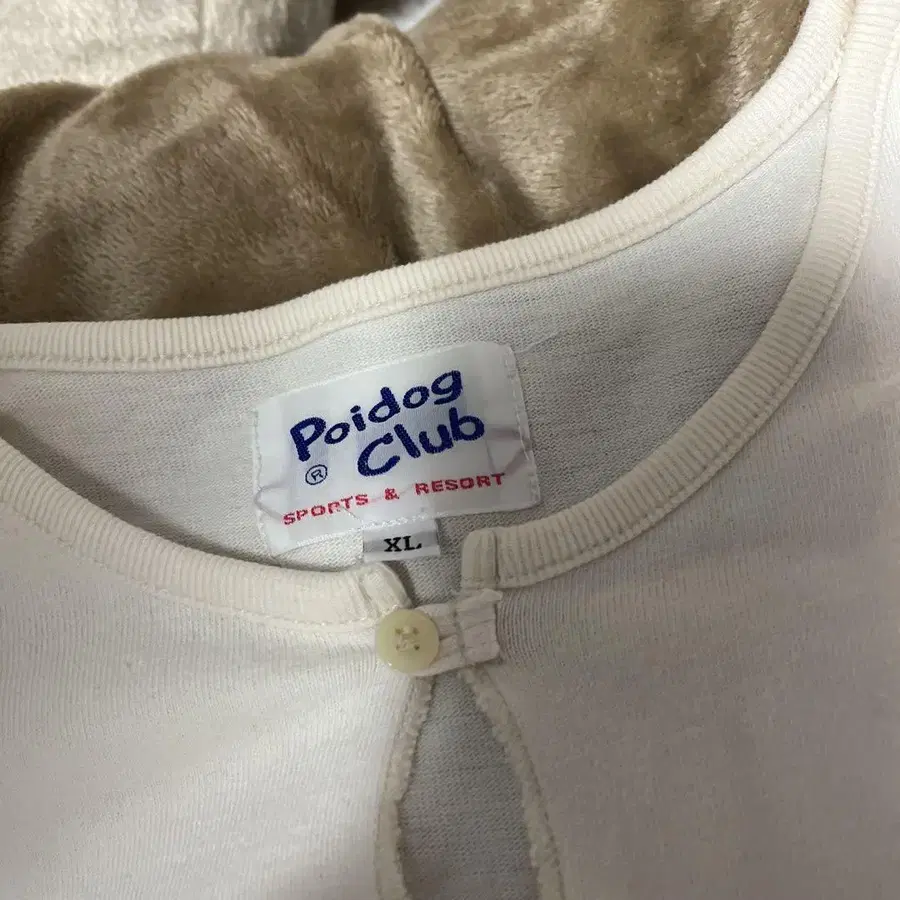 Poidog
® Club
SPORTS & RESORT
XL